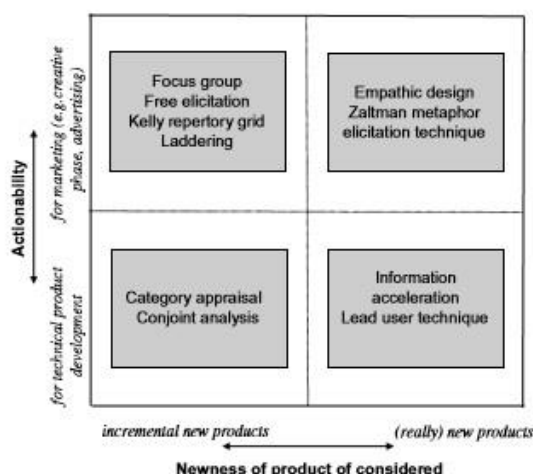 Actionability
for marketing (e.g. creative
phase, advertising)
for technical product
development
Focus group
Free elicitation
Kelly repertory grid
Laddering
Empathic design
Zaltman metaphor
elicitation technique
Category appraisal
Conjoint analysis
Information
acceleration
Lead user technique
incremental new products
(really) new products
Newness of product of considered